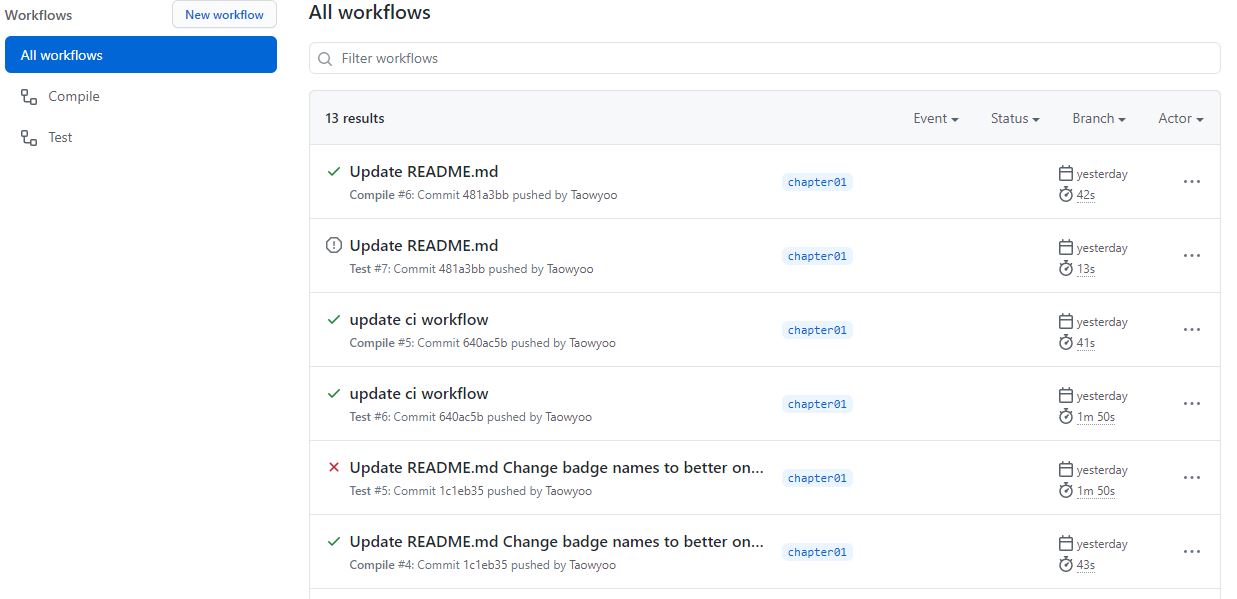 Workflows
New workflow
All workflows
Compile
Test
All workflows
Filter workflows
13 results Event Status Branch Actor
Update README.md
Compile #6: Commit 481a3bb pushed by Taowyoo
chapter01
yesterday
42s
Update README.md
Test #7: Commit 481a3bb pushed by Taowyoo
chapter01
yesterday
13s
update ci workflow
Compile #5: Commit 640ac5b pushed by Taowyoo
chapter01
yesterday
41s
update ci workflow
Test #6: Commit 640ac5b pushed by Taowyoo
chapter01
yesterday
1m 50s
Update README.md Change badge names to better on...
Test #5: Commit 1c1eb35 pushed by Taowyoo
chapter01
yesterday
1m 50s
Update README.md Change badge names to better on...
Compile #4: Commit 1c1eb35 pushed by Taowyoo
chapter01
yesterday
43s